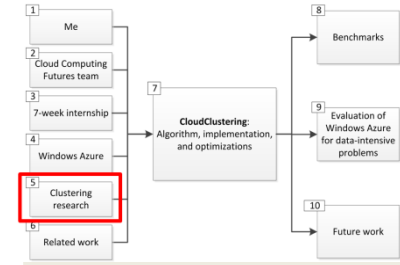 1
Me
2
Cloud Computing
Futures team
3
7-week internship
4
Windows Azure
5
Clustering
research
6
Related work
7
CloudClustering:
Algorithm, implementation,
and optimizations
8
Benchmarks
9
Evaluation of
Windows Azure
for data-intensive
problems
10
Future work